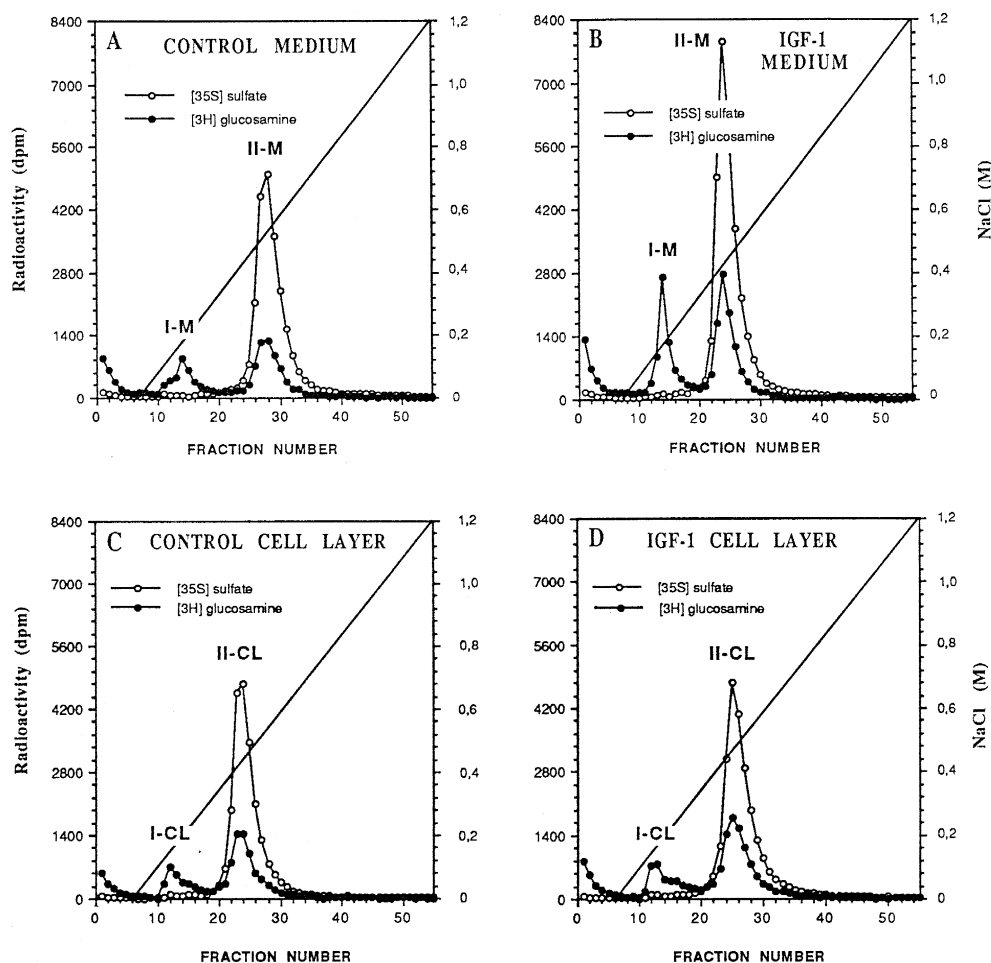 A CONTROL MEDIUM
[35S] sulfate
[3H] glucosamine
II-M
I-M
8400
7000
5600
4200
2800
1400
0
1,2
1,0
0,8
0,6
0,4
0,2
0
0 10 20 30 40 50
Radioactivity (dpm)
FRACTION NUMBER
B IGF-1
MEDIUM
II-M
[35S] sulfate
[3H] glucosamine
I-M
8400
7000
5600
4200
2800
1400
0
1,2
1,0
0,8
0,6
0,4
0,2
0
0 10 20 30 40 50
NaCl (M)
FRACTION NUMBER
C CONTROL CELL LAYER
[35S] sulfate
[3H] glucosamine
II-CL
I-CL
8400
7000
5600
4200
2800
1400
0
1,2
1,0
0,8
0,6
0,4
0,2
0
0 10 20 30 40 50
Radioactivity (dpm)
FRACTION NUMBER
D IGF-1 CELL LAYER
[35S] sulfate
[3H] glucosamine
II-CL
I-CL
8400
7000
5600
4200
2800
1400
0
1,2
1,0
0,8
0,6
0,4
0,2
0
0 10 20 30 40 50
NaCl (M)
FRACTION NUMBER